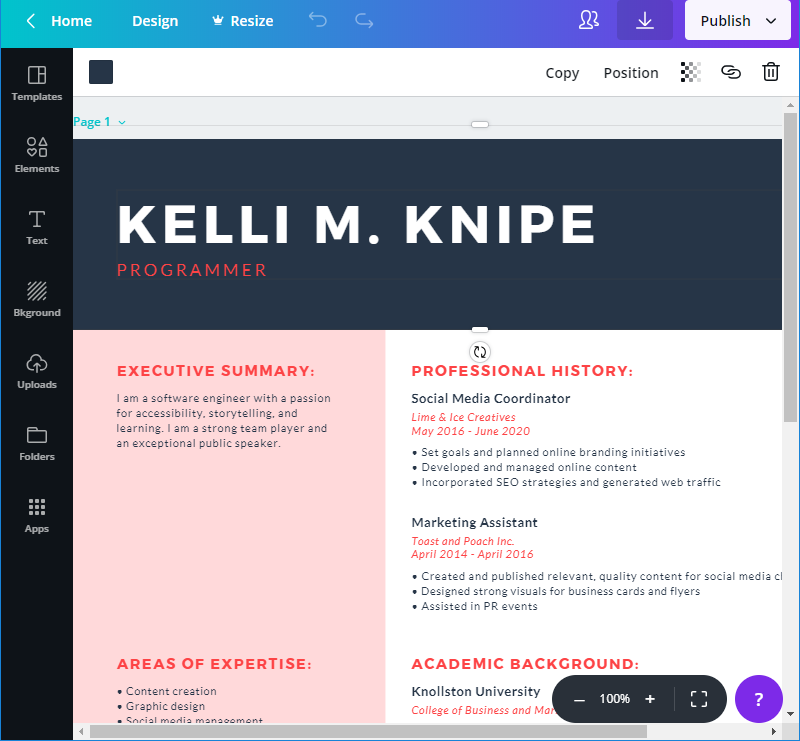 Home Design Resize Publish
Copy Position
Templates
Elements
Text
Bkground
Uploads
Folders
Apps
Page 1
KELLI M. KNIPE
PROGRAMMER
EXECUTIVE SUMMARY:
I am a software engineer with a passion
for accessibility, storytelling, and
learning. I am a strong team player and
an exceptional public speaker.
AREAS OF EXPERTISE:
• Content creation
• Graphic design
• Social media management
PROFESSIONAL HISTORY:
Social Media Coordinator
Lime & Ice Creatives
May 2016 - June 2020
• Set goals and planned online branding initiatives
• Developed and managed online content
• Incorporated SEO strategies and generated web traffic
Marketing Assistant
Toast and Poach Inc.
April 2014 - April 2016
• Created and published relevant, quality content for social media
• Designed strong visuals for business cards and flyers
• Assisted in PR events
ACADEMIC BACKGROUND:
Knollston University
College of Business and
– 100% +
?